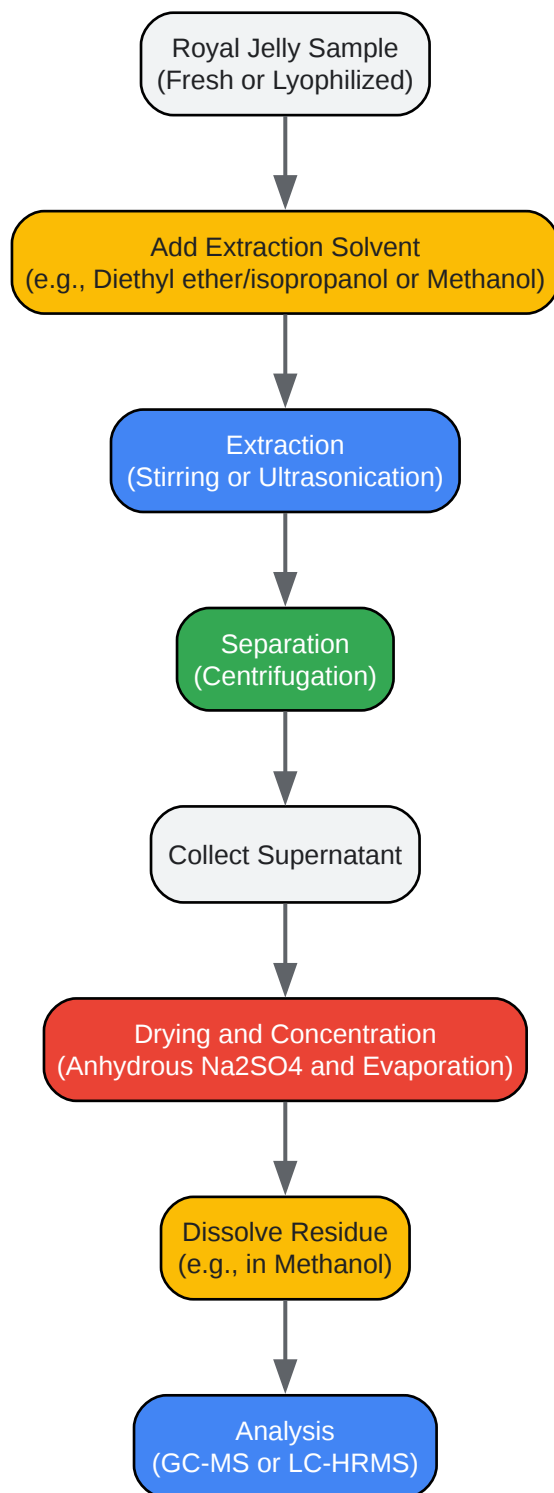 Royal Jelly Sample
(Fresh or Lyophilized)
Add Extraction Solvent
(e.g., Diethyl ether/isopropanol or Methanol)
Extraction
(Stirring or Ultrasonication)
Separation
(Centrifugation)
Collect Supernatant
Drying and Concentration
(Anhydrous Na2SO4 and Evaporation)
Dissolve Residue
(e.g., in Methanol)
Analysis
(GC-MS or LC-HRMS)